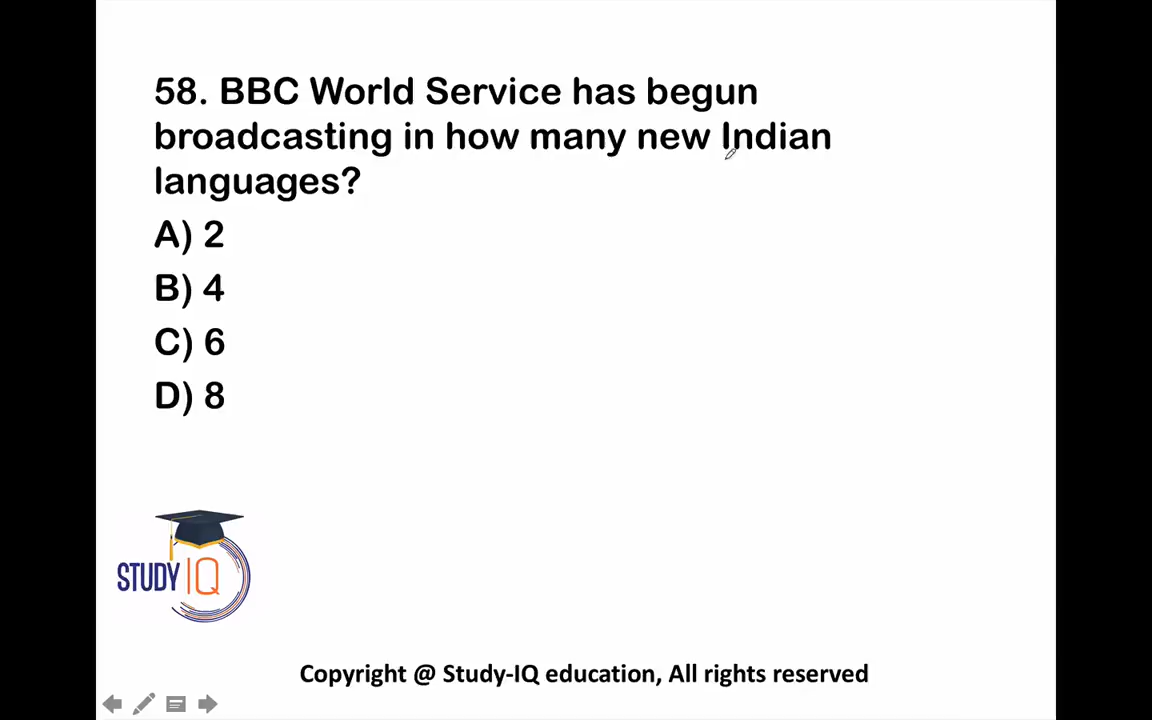 58. BBC World Service has begun
broadcasting in how many new Indian
languages?
A) 2
B) 4
C) 6
D) 8
STUDY IQ
Copyright @ Study-IQ education, All rights reserved